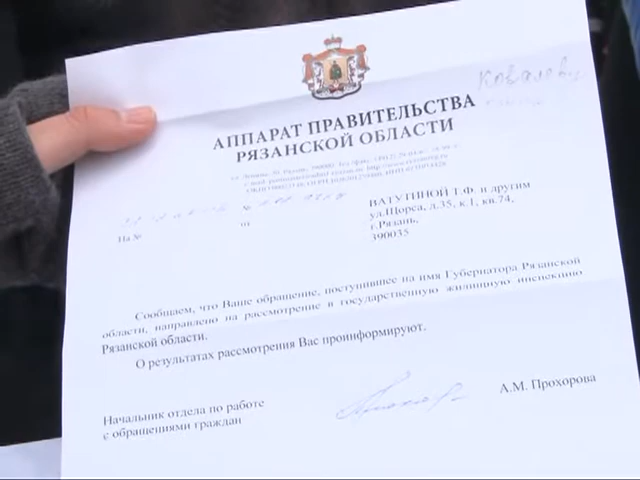 Ковалеву
АППАРАТ ПРАВИТЕЛЬСТВА
РЯЗАНСКОЙ ОБЛАСТИ
№
На №
от
ВАТУТИНОЙ Г.Ф. и другим
ул.Щорса, д.35, к.1, кв.74,
г.Рязань,
390035
Сообщаем, что Ваше обращение, поступившее на имя Губернатора Рязанской
области, направлено на рассмотрение в государственную жилищную инспекцию
Рязанской области.
О результатах рассмотрения Вас проинформируют.
Начальник отдела по работе
с обращениями граждан
А.М. Прохорова